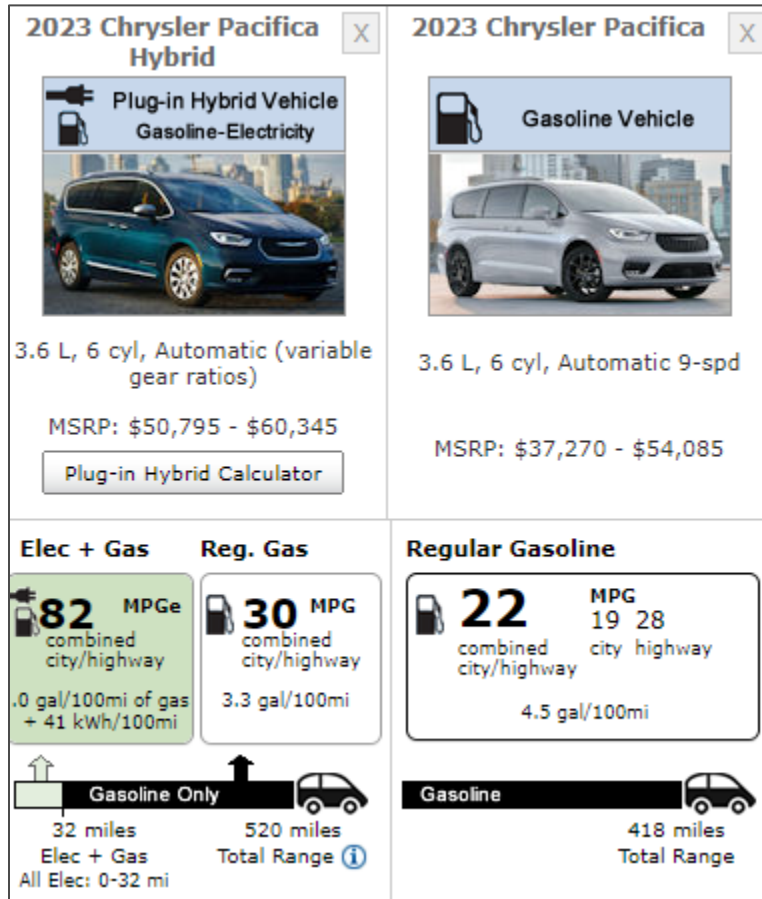 2023 Chrysler Pacifica
Hybrid
X
Plug-in Hybrid Vehicle
Gasoline-Electricity
3.6 L, 6 cyl, Automatic (variable
gear ratios)
MSRP: $50,795 - $60,345
Plug-in Hybrid Calculator
2023 Chrysler Pacifica
X
Gasoline Vehicle
3.6 L, 6 cyl, Automatic 9-spd
MSRP: $37,270 - $54,085
Elec + Gas
82 MPGe
combined
city/highway
.0 gal/100mi of gas
+ 41 kWh/100mi
Reg. Gas
30 MPG
combined
city/highway
3.3 gal/100mi
Gasoline Only
32 miles
Elec + Gas
All Elec: 0-32 mi
520 miles
Total Range i
Regular Gasoline
22
combined
city/highway
MPG
19 28
city highway
4.5 gal/100mi
Gasoline
418 miles
Total Range